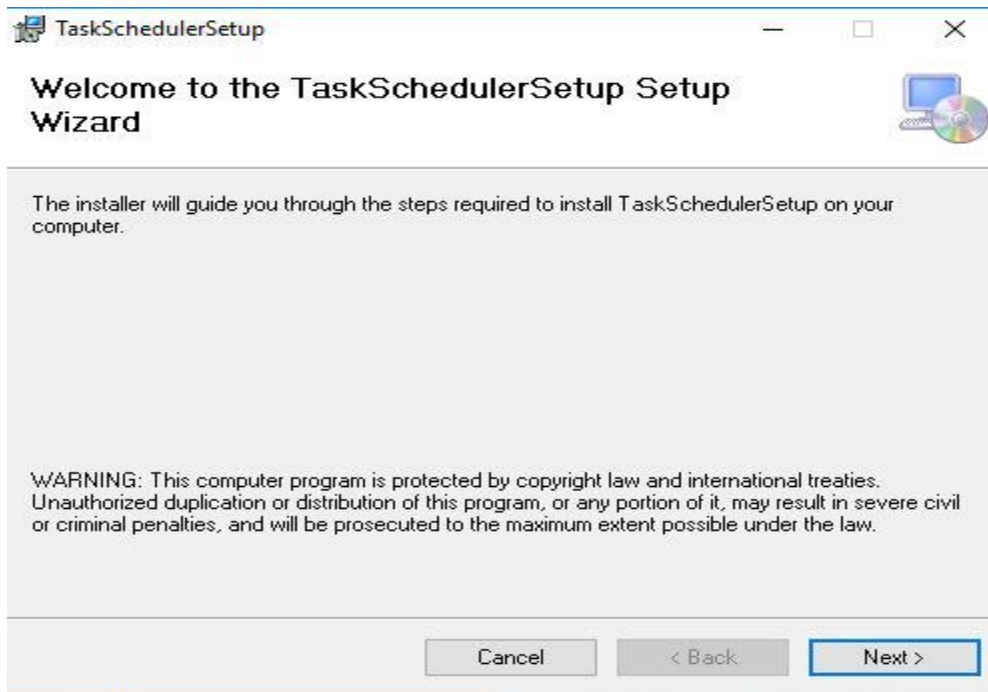 TaskSchedulerSetup
Welcome to the TaskSchedulerSetup Setup
Wizard
The installer will guide you through the steps required to install TaskSchedulerSetup on your
computer.
WARNING: This computer program is protected by copyright law and international treaties.
Unauthorized duplication or distribution of this program, or any portion of it, may result in severe civil
or criminal penalties, and will be prosecuted to the maximum extent possible under the law.
Cancel < Back Next >